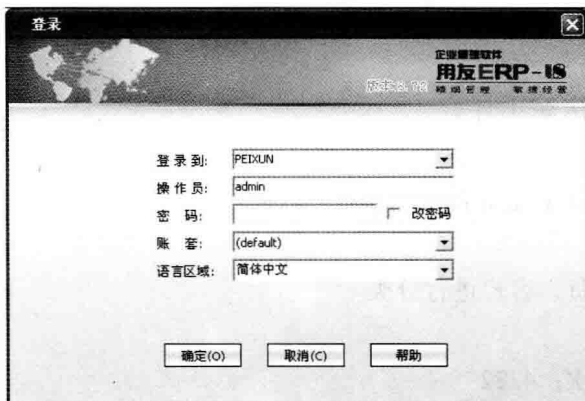 登录
企业管理软件
用友ERP-U8
精细管理 敏捷经营
登录到: PEIXUN
操作员: admin
密 码: 改密码
账 套: (default)
语言区域: 简体中文
确定(O) 取消(C) 帮助